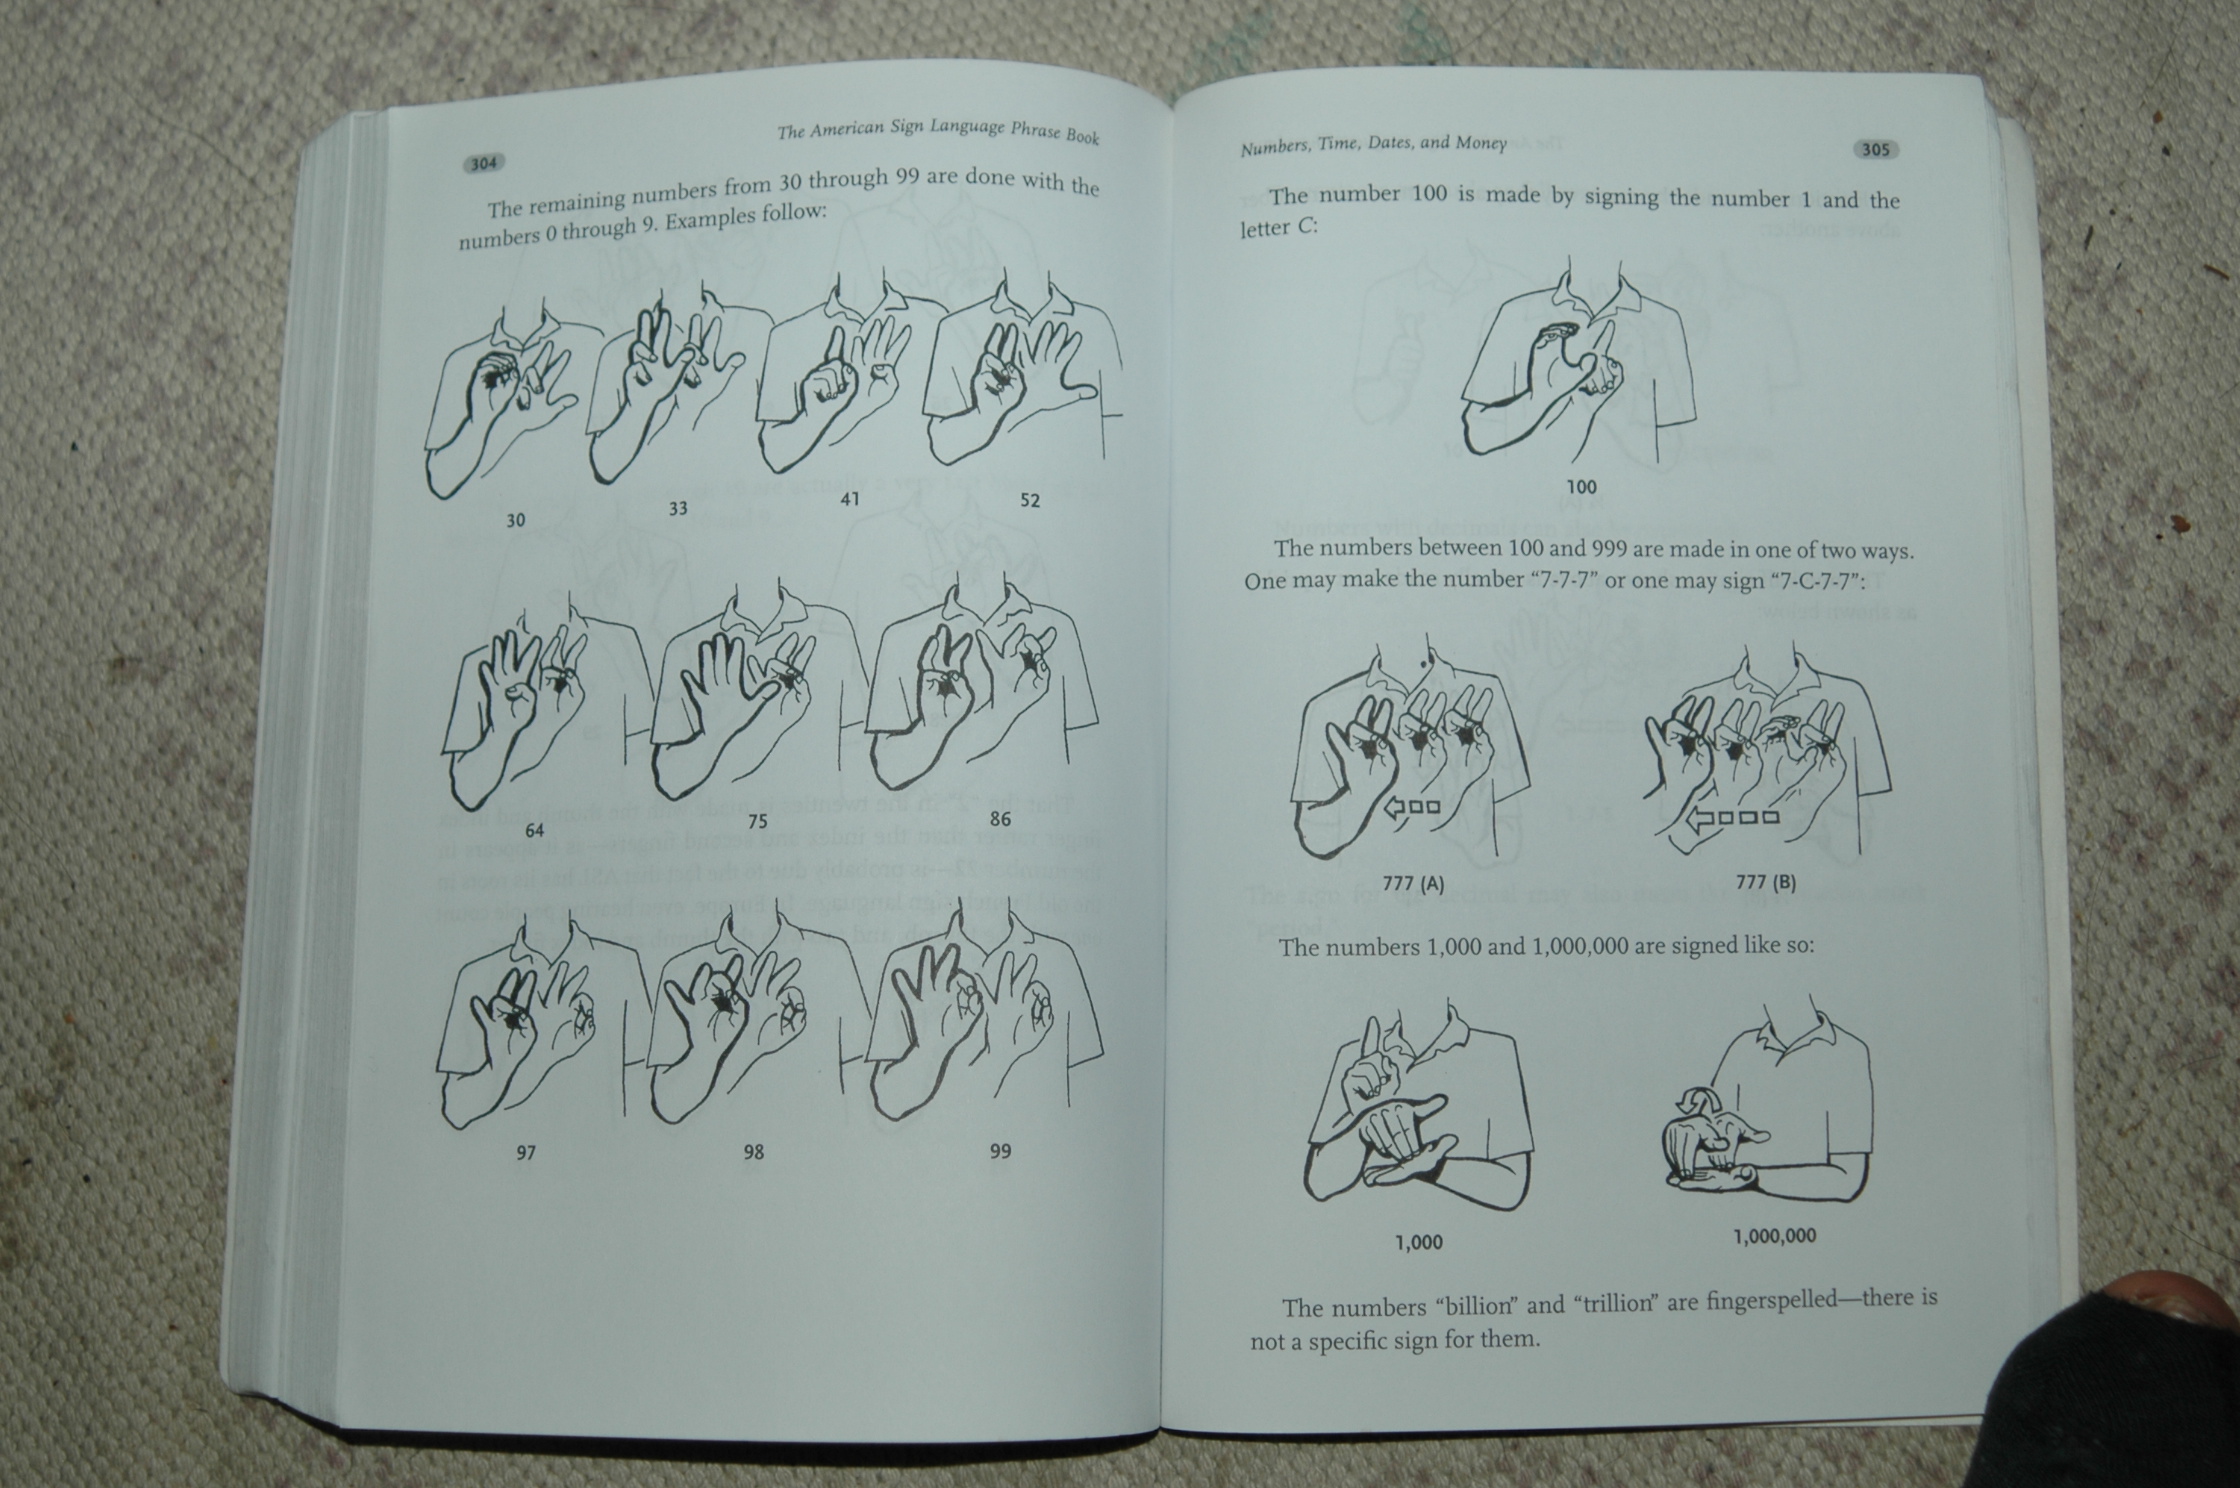 304
The American Sign Language Phrase Book
The remaining numbers from 30 through 99 are done with the
numbers 0 through 9. Examples follow:
30
33
41
52
64
75
86
97
98
99
Numbers, Time, Dates, and Money
305
The number 100 is made by signing the number 1 and the
letter C:
100
The numbers between 100 and 999 are made in one of two ways.
One may make the number “7-7-7” or one may sign “7-C-7-7”:
777 (A)
777 (B)
The numbers 1,000 and 1,000,000 are signed like so:
1,000
1,000,000
The numbers “billion” and “trillion” are fingerspelled—there is
not a specific sign for them.